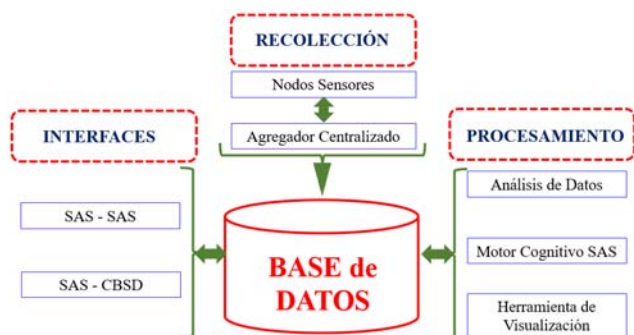 RECOLECCIÓN
Nodos Sensores
Agregador Centralizado
INTERFACES
SAS - SAS
SAS - CBSD
BASE de
DATOS
PROCESAMIENTO
Análisis de Datos
Motor Cognitivo SAS
Herramienta de
Visualización